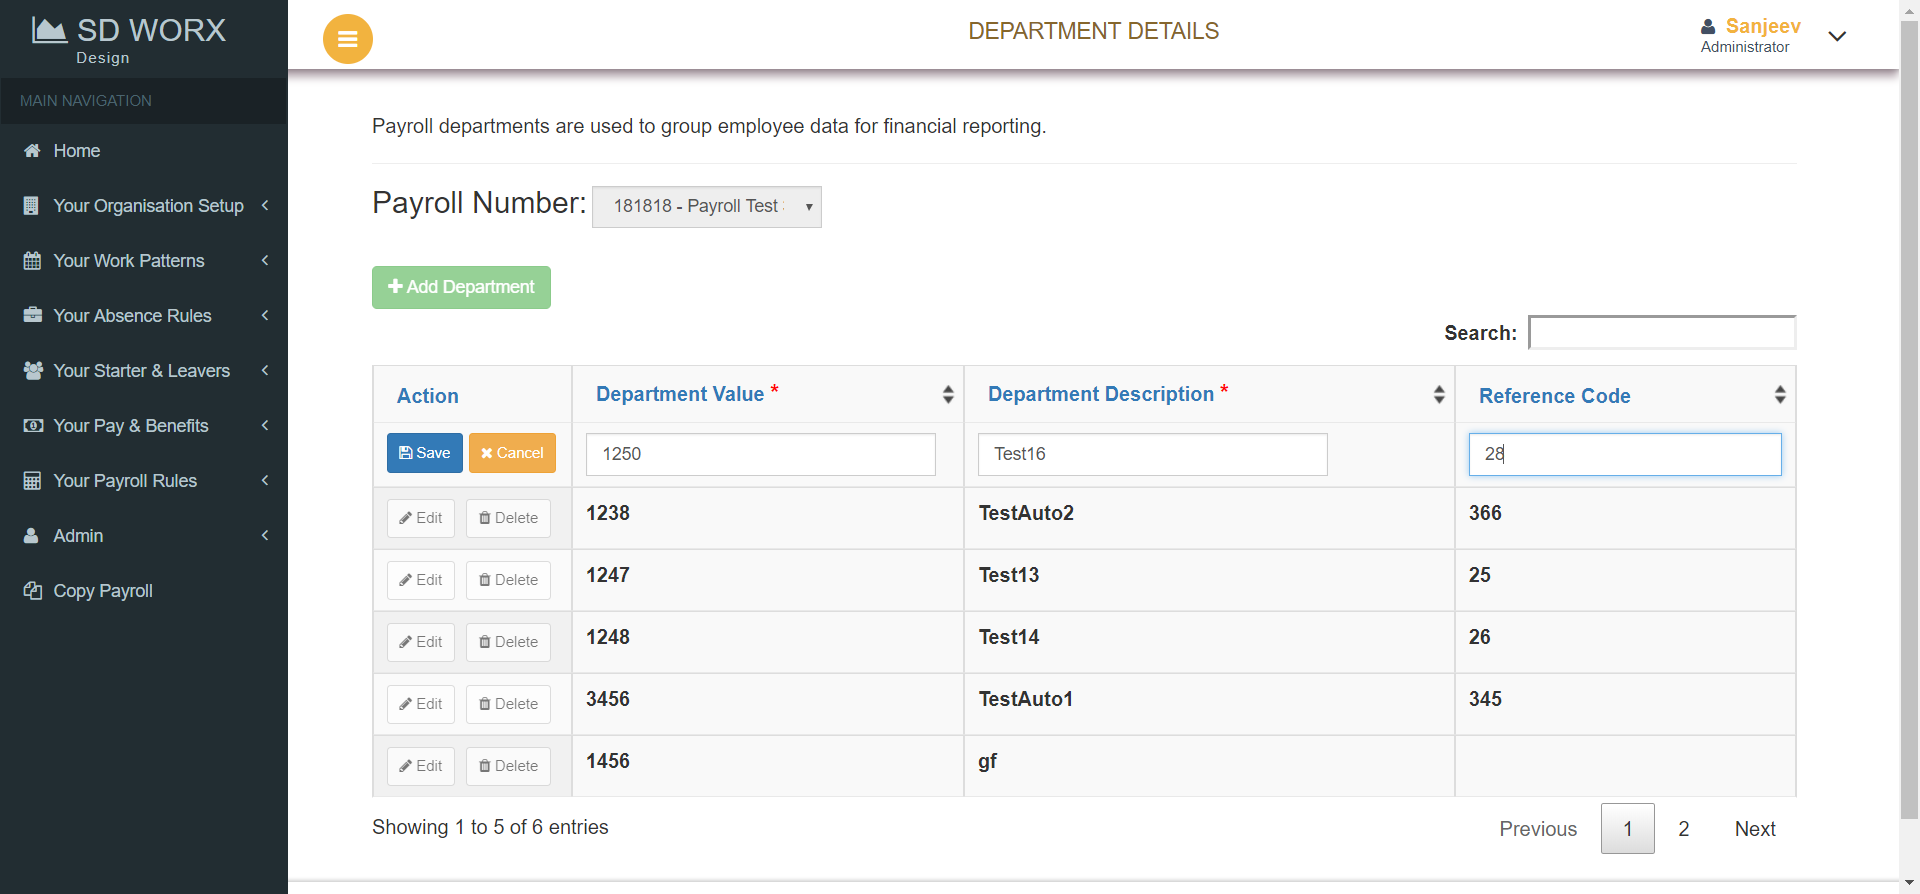 SD WORX
Design
MAIN NAVIGATION
Home
Your Organisation Setup
Your Work Patterns
Your Absence Rules
Your Starter & Leavers
Your Pay & Benefits
Your Payroll Rules
Admin
Copy Payroll
DEPARTMENT DETAILS
Sanjeev
Administrator
Payroll departments are used to group employee data for financial reporting.
Payroll Number: 181818 - Payroll Test
Add Department
Search:
Action Department Value * Department Description * Reference Code
Save Cancel 1250 Test16 28
Edit Delete 1238 TestAuto2 366
Edit Delete 1247 Test13 25
Edit Delete 1248 Test14 26
Edit Delete 3456 TestAuto1 345
Edit Delete 1456 gf
Showing 1 to 5 of 6 entries Previous 1 2 Next